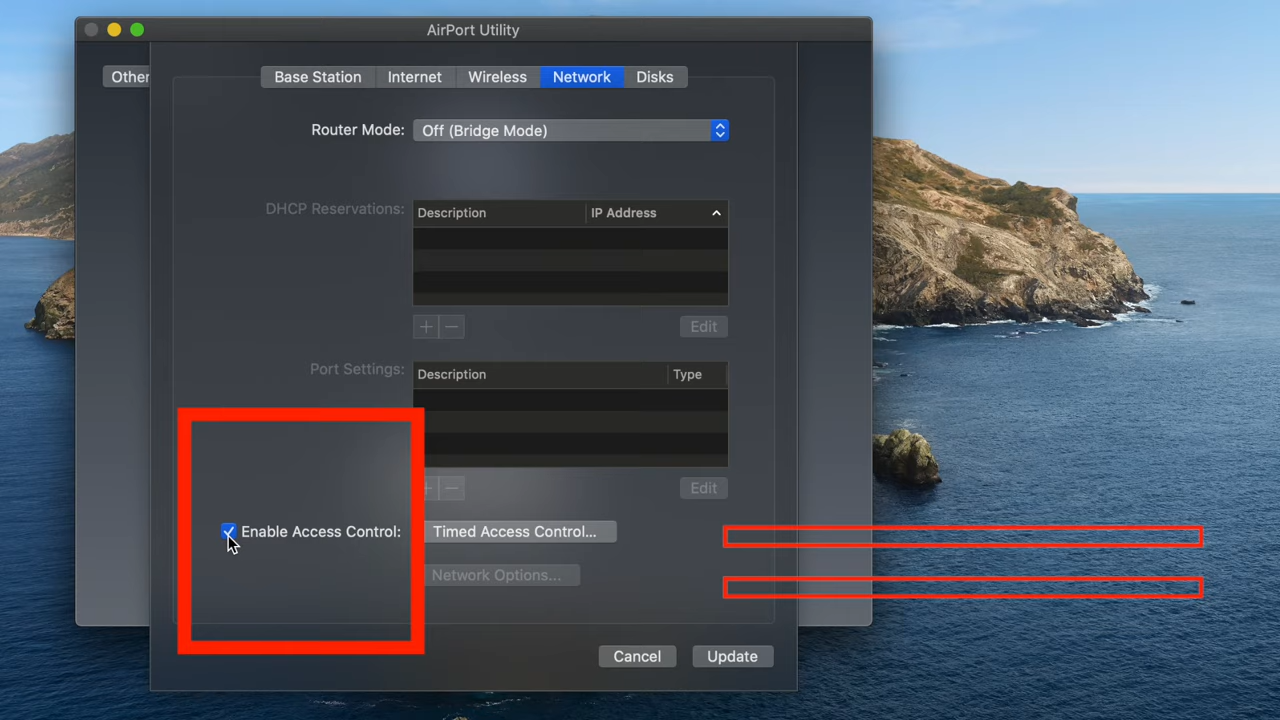 AirPort Utility
Other
Base Station Internet Wireless Network Disks
Router Mode: Off (Bridge Mode)
DHCP Reservations: Description IP Address
Edit
Port Settings: Description Type
Edit
Enable Access Control: Timed Access Control...
Network Options...
Cancel Update